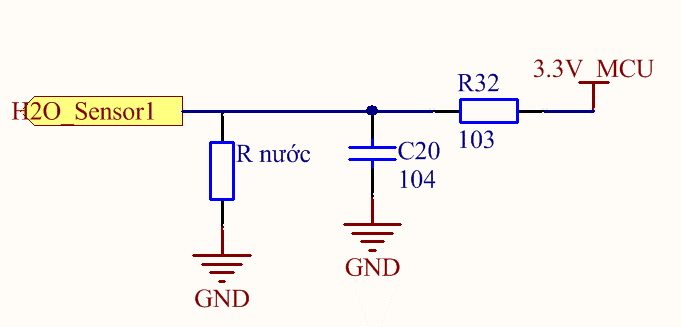 R32
3.3V_MCU
H2O_Sensor1
103
R nước
C20
104
GND
GND